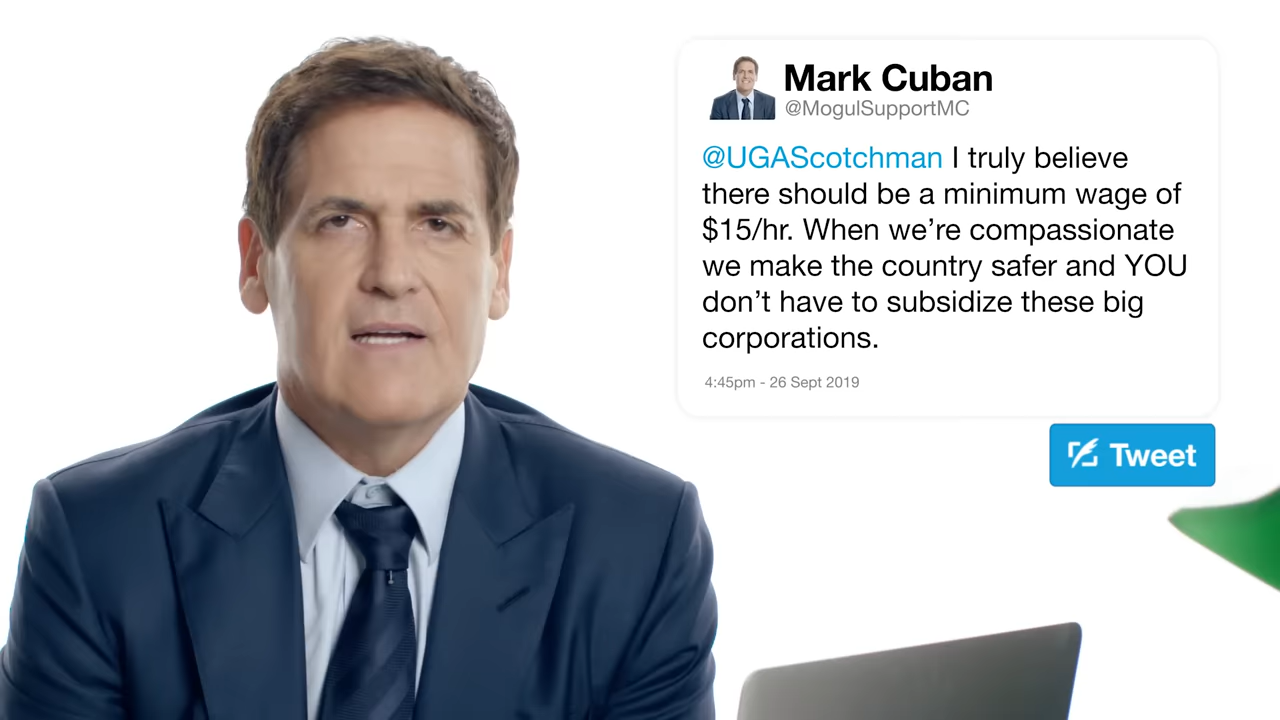 Mark Cuban
@MogulSupportMC
@UGAScotchman I truly believe
there should be a minimum wage of
$15/hr. When we’re compassionate
we make the country safer and YOU
don’t have to subsidize these big
corporations.
4:45pm - 26 Sept 2019
Tweet